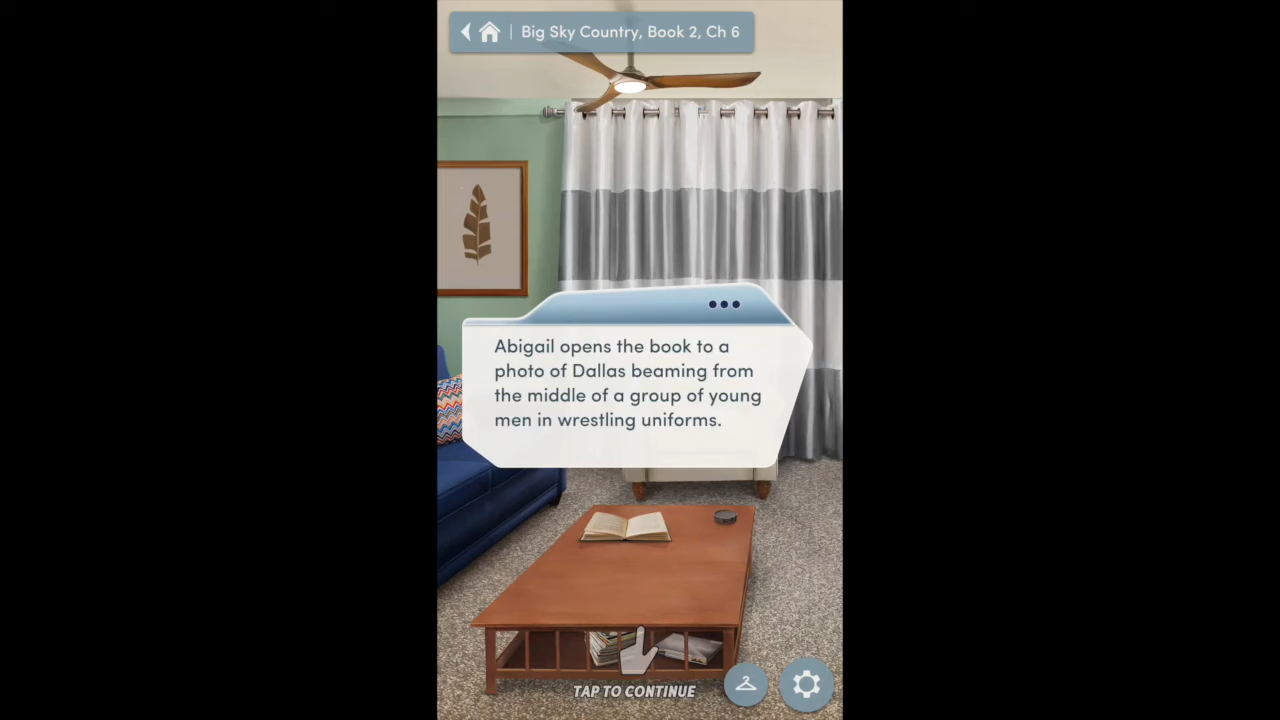 Big Sky Country, Book 2, Ch 6
Abigail opens the book to a
photo of Dallas beaming from
the middle of a group of young
men in wrestling uniforms.
TAP TO CONTINUE